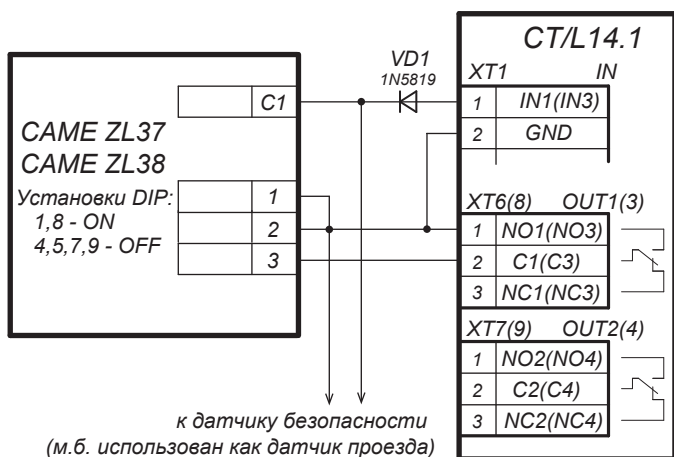 CT/L14.1
VD1
1N5819
XT1 IN
C1
1 IN1(IN3)
2 GND
CAME ZL37
CAME ZL38
Установки DIP:
1,8 - ON
4,5,7,9 - OFF
1
2
3
XT6(8) OUT1(3)
1 NO1(NO3)
2 C1(C3)
3 NC1(NC3)
XT7(9) OUT2(4)
1 NO2(NO4)
2 C2(C4)
3 NC2(NC4)
к датчику безопасности
(м.б. использован как датчик проезда)